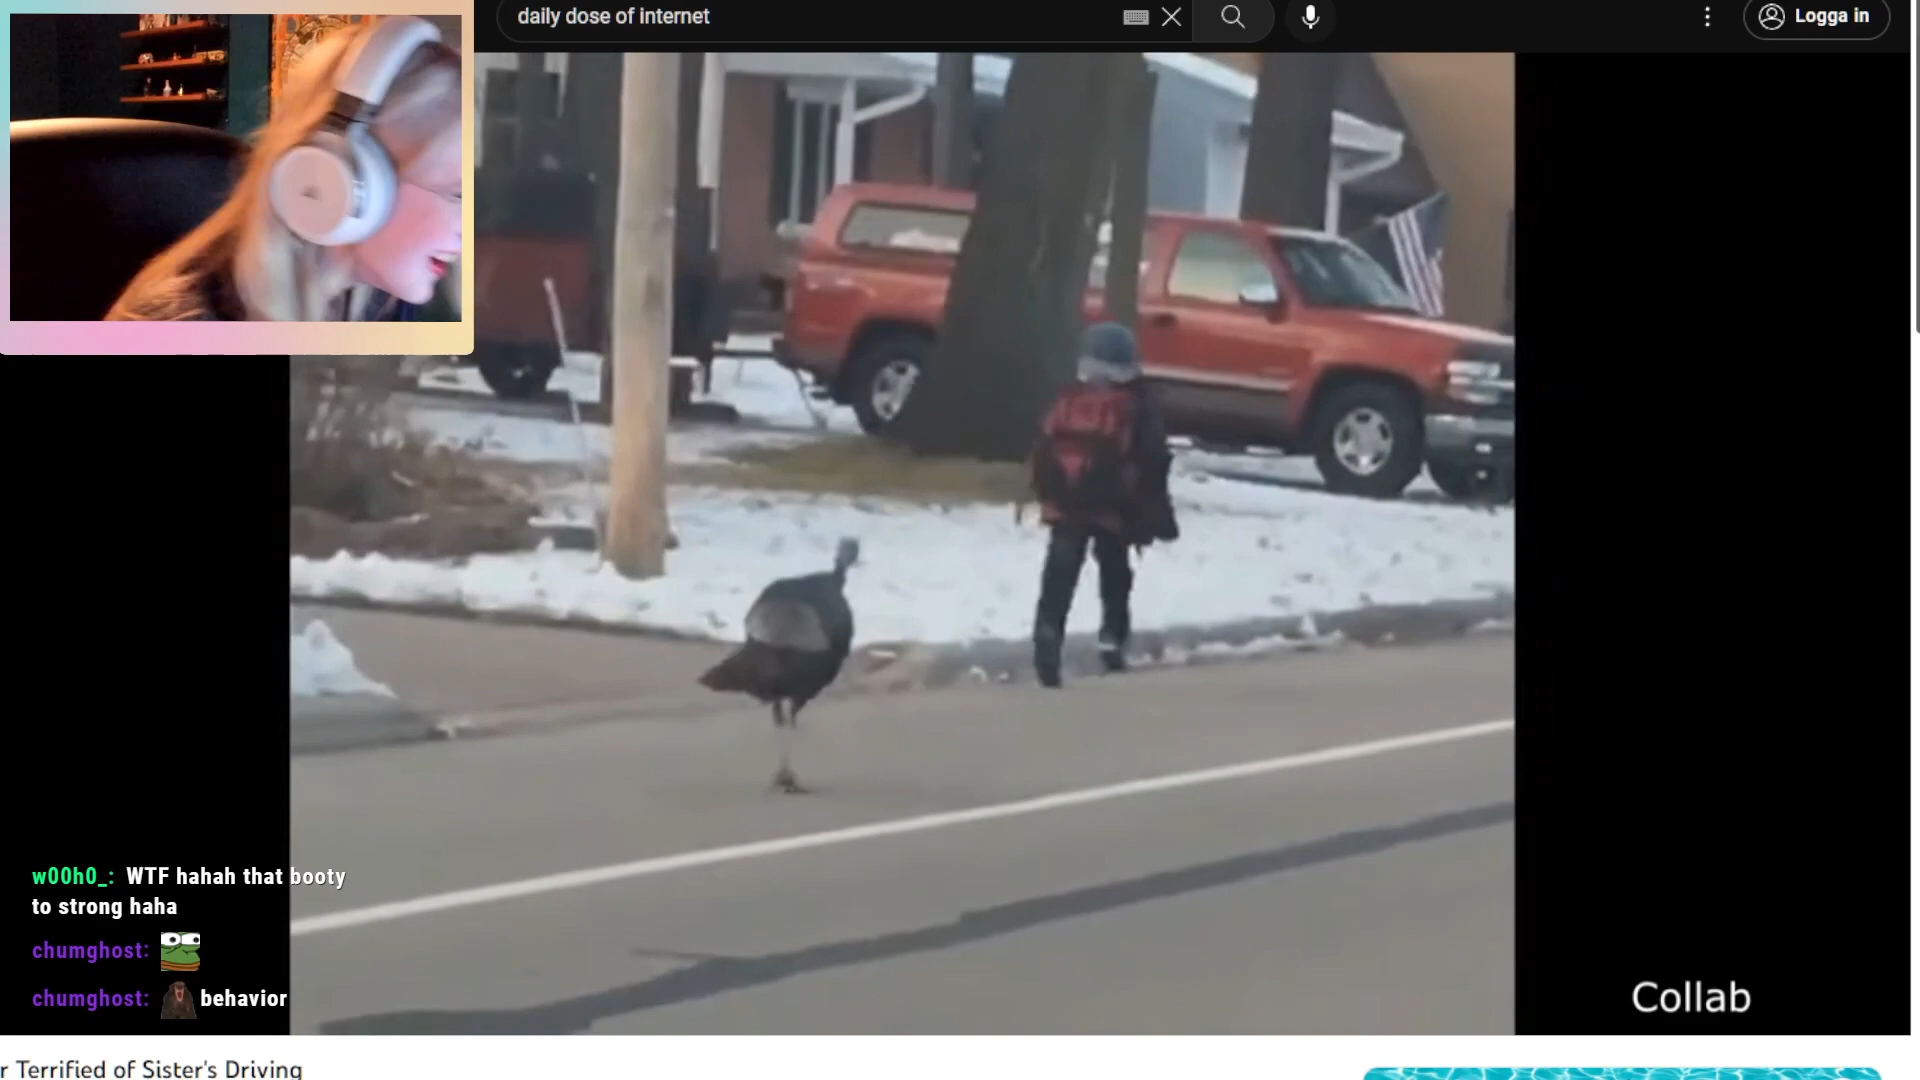 daily dose of internet
Logga in
w00h0_: WTF hahah that booty
to strong haha
chumghost:
chumghost: behavior
Collab
r Terrified of Sister's Driving